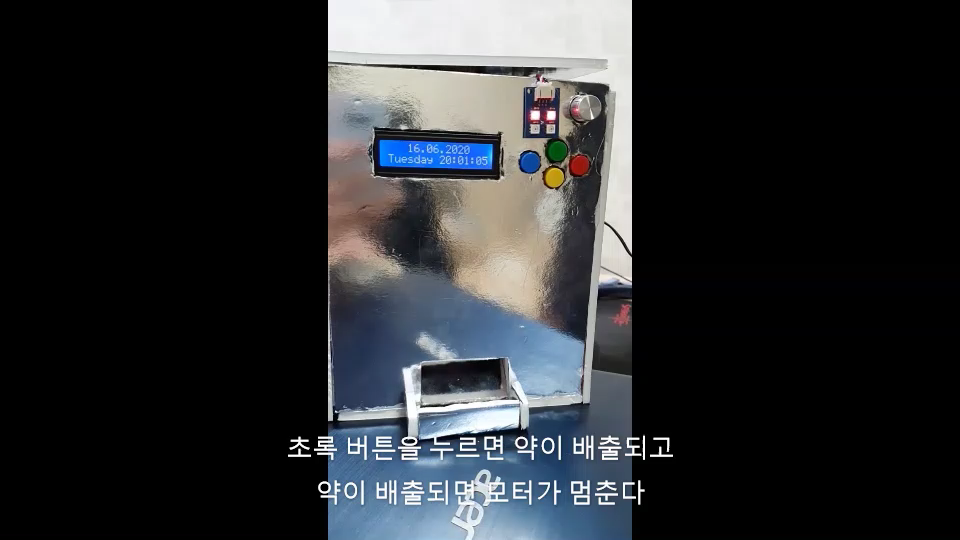 16.06.2020
Tuesday 20:01:05
초록 버튼을 누르면 약이 배출되고
약이 배출되면 모터가 멈춘다
acer